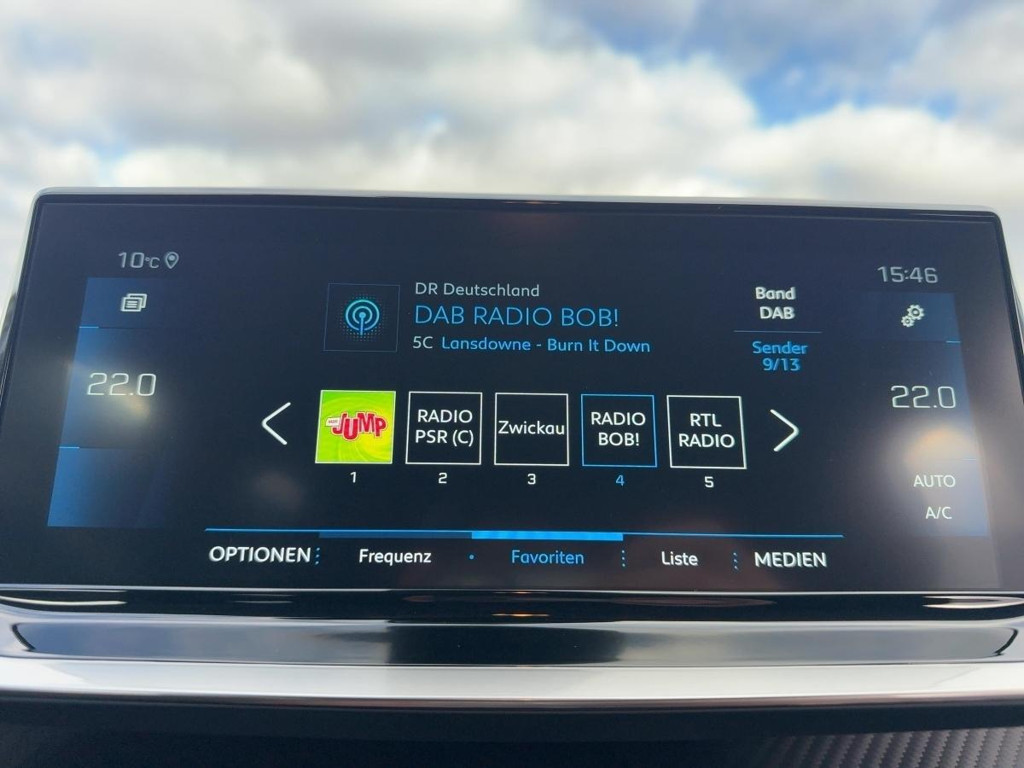 10°C
15:46
DR Deutschland
DAB RADIO BOB!
5C Lansdowne - Burn It Down
Band
DAB
Sender
9/13
22.0
22.0
JUMP
RADIO
PSR (C)
Zwickau
RADIO
BOB!
RTL
RADIO
1
2
3
4
5
AUTO
A/C
OPTIONEN
Frequenz
Favoriten
Liste
MEDIEN